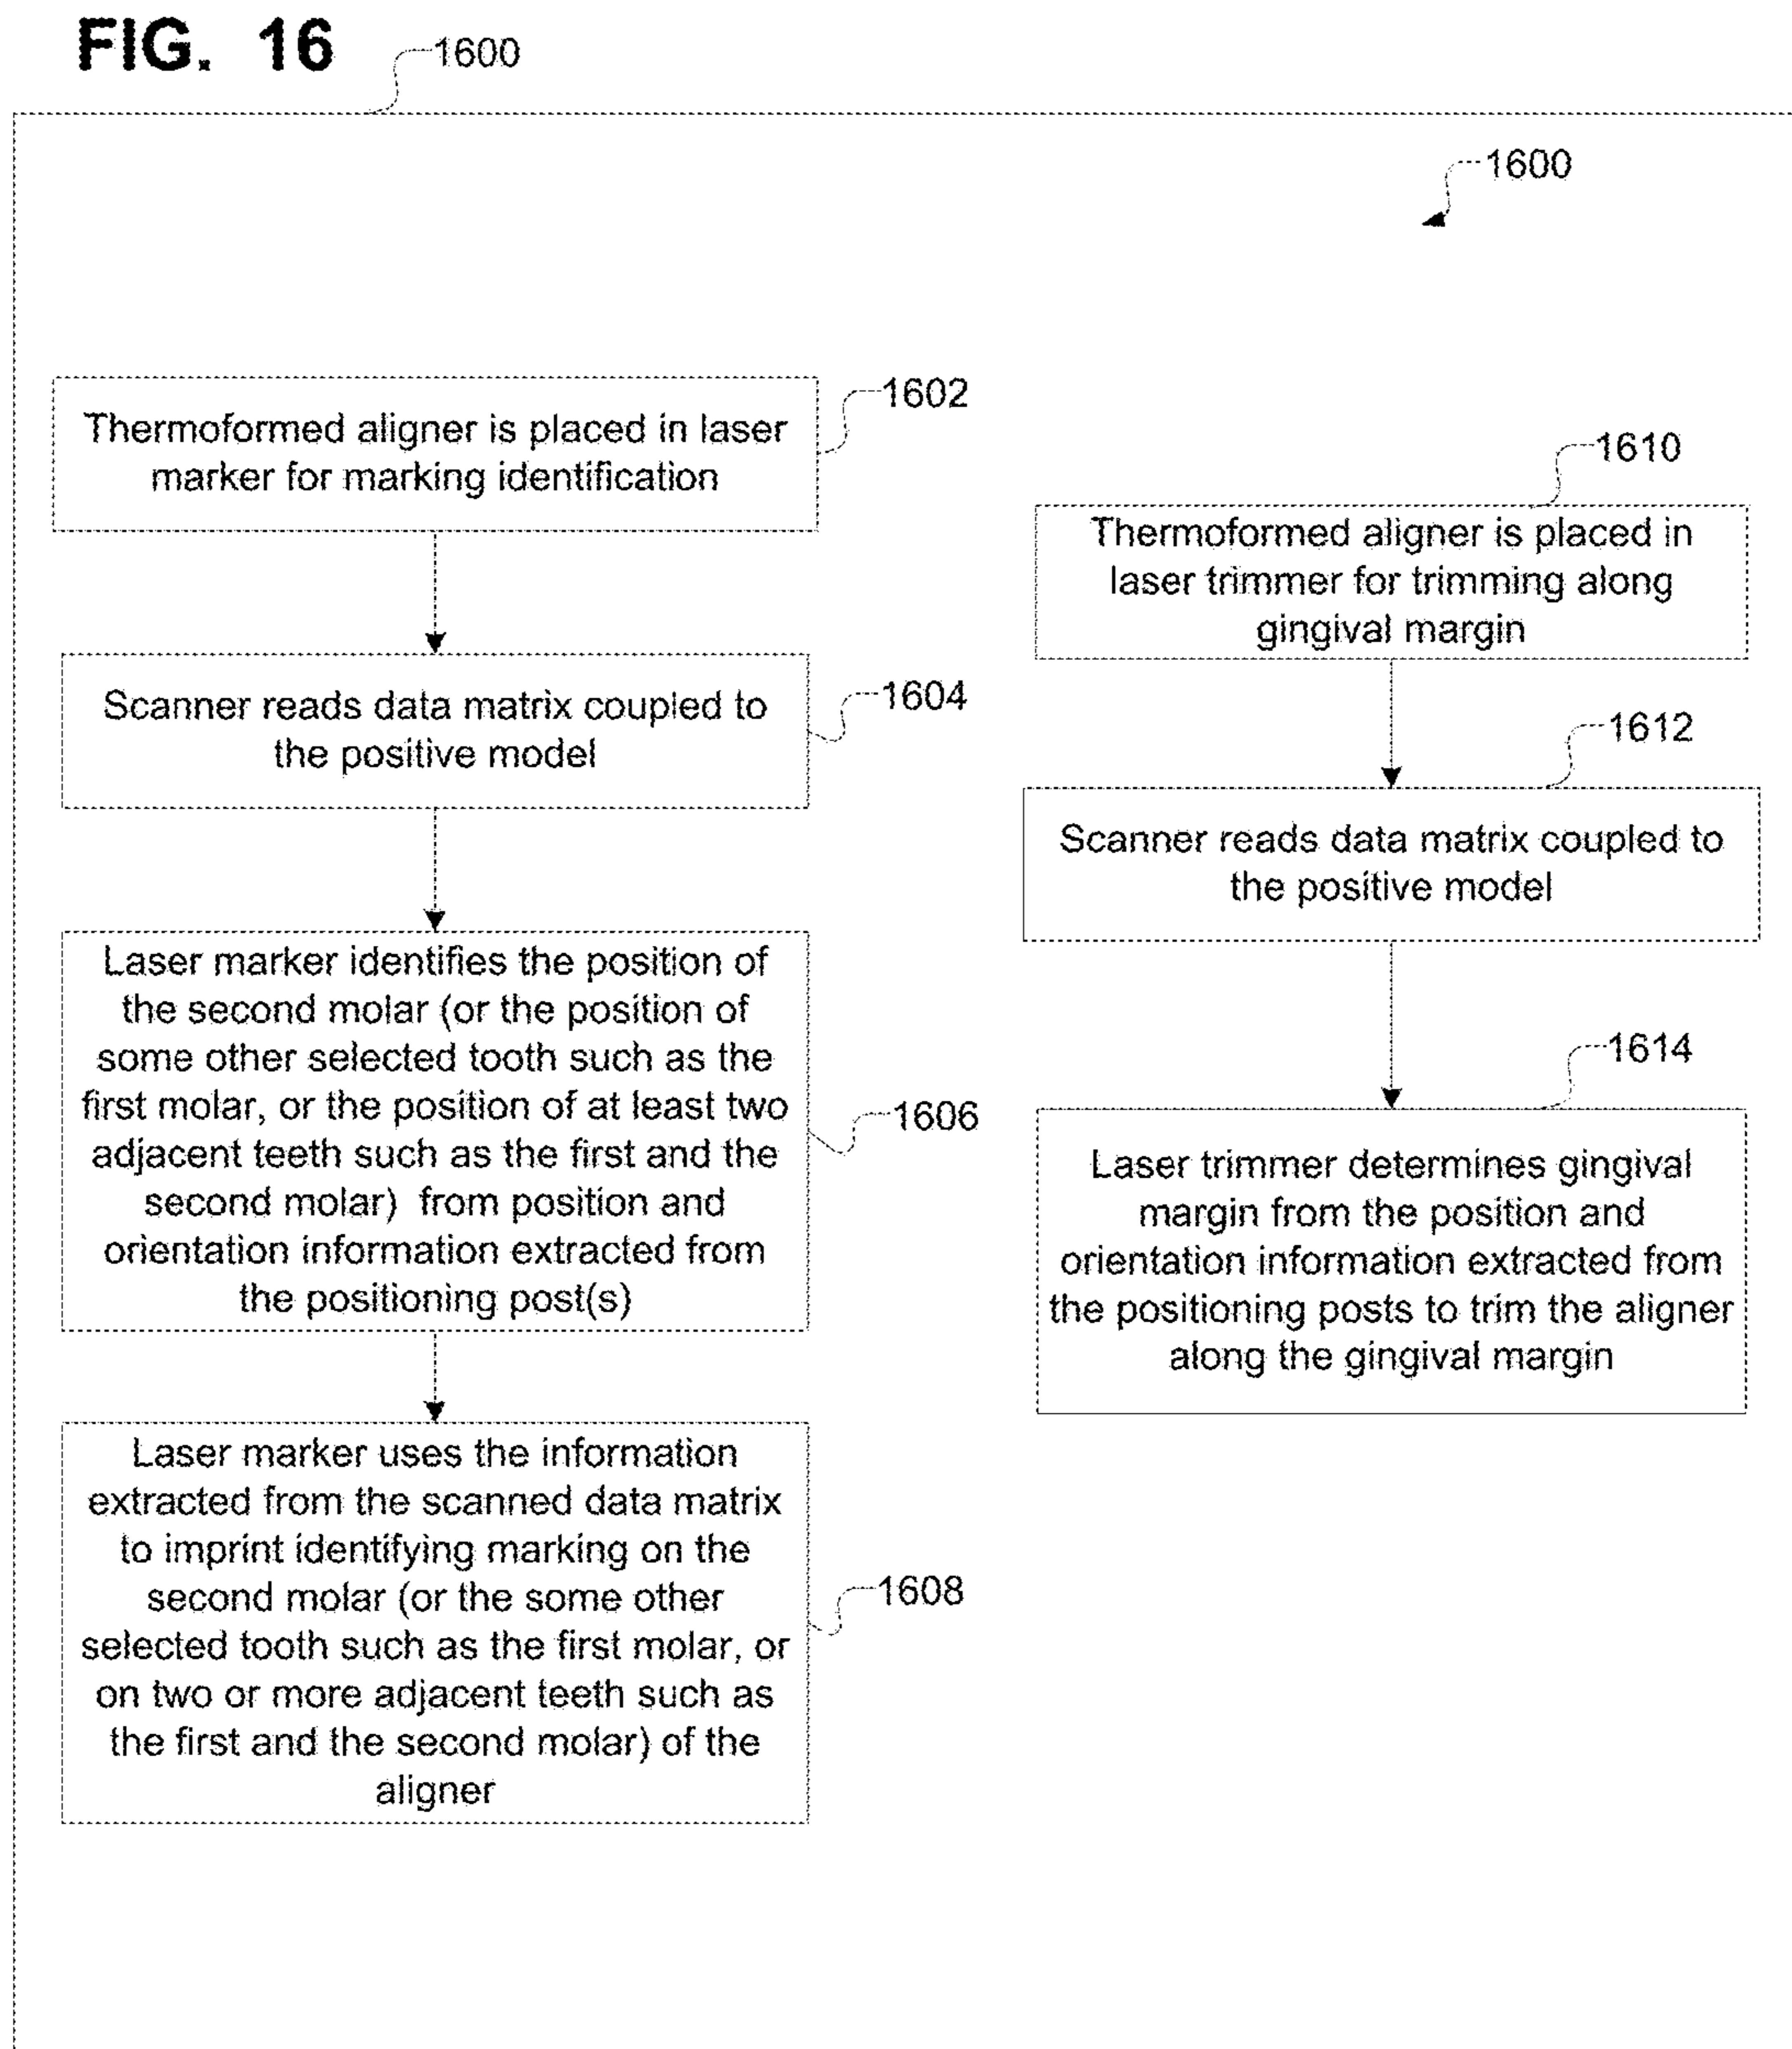 FIG. 16
1600
1600
1602
Thermoformed aligner is placed in laser
marker for marking identification
1604
Scanner reads data matrix coupled to
the positive model
1606
Laser marker identifies the position of
the second molar (or the position of
some other selected tooth such as the
first molar, or the position of at least two
adjacent teeth such as the first and the
second molar) from position and
orientation information extracted from
the positioning post(s)
1608
Laser marker uses the information
extracted from the scanned data matrix
to imprint identifying marking on the
second molar (or the some other
selected tooth such as the first molar, or
on two or more adjacent teeth such as
the first and the second molar) of the
aligner
1610
Thermoformed aligner is placed in
laser trimmer for trimming along
gingival margin
1612
Scanner reads data matrix coupled to
the positive model
1614
Laser trimmer determines gingival
margin from the position and
orientation information extracted from
the positioning posts to trim the aligner
along the gingival margin